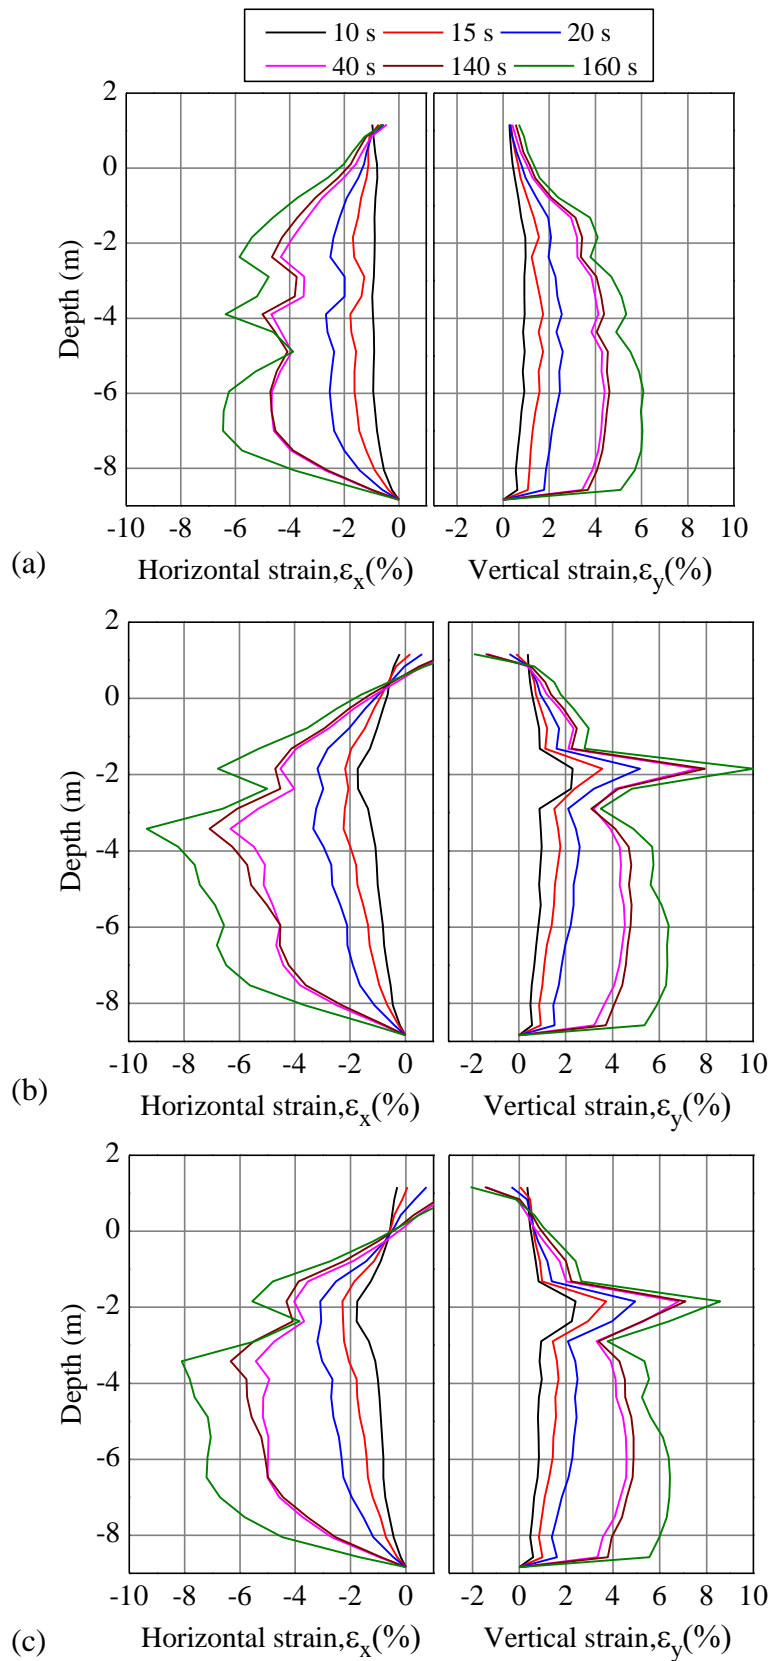 10 s 15 s 20 s
40 s 140 s 160 s
2
0
-2
-4
-6
-8
Depth (m)
-10 -8 -6 -4 -2 0 -2 0 2 4 6 8 10
(a) Horizontal strain,εx(%) Vertical strain,εy(%)
2
0
-2
-4
-6
-8
Depth (m)
-10 -8 -6 -4 -2 0 -2 0 2 4 6 8 10
(b) Horizontal strain,εx(%) Vertical strain,εy(%)
2
0
-2
-4
-6
-8
Depth (m)
-10 -8 -6 -4 -2 0 -2 0 2 4 6 8 10
(c) Horizontal strain,εx(%) Vertical strain,εy(%)